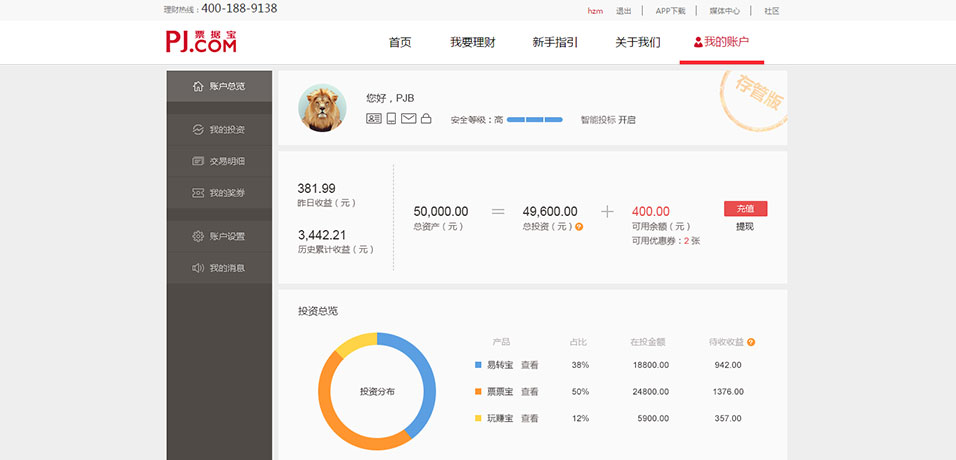 理财热线：400-188-9138
hzm 退出 | APP下载 | 媒体中心 | 社区
票据宝
PJ.COM
首页 我要理财 新手指引 关于我们 我的账户
账户总览
我的投资
交易明细
我的奖券
账户设置
我的消息
您好，PJB
安全等级：高 智能投标 开启
存管版
381.99
昨日收益（元）
3,442.21
历史累计收益（元）
50,000.00 = 49,600.00 + 400.00
总资产（元） 总投资（元）? 可用余额（元）
可用优惠券：2 张
充值
提现
投资总览
投资分布
产品 占比 在投金额 待收收益 ?
易转宝 查看 38% 18800.00 942.00
票票宝 查看 50% 24800.00 1376.00
玩赚宝 查看 12% 5900.00 357.00